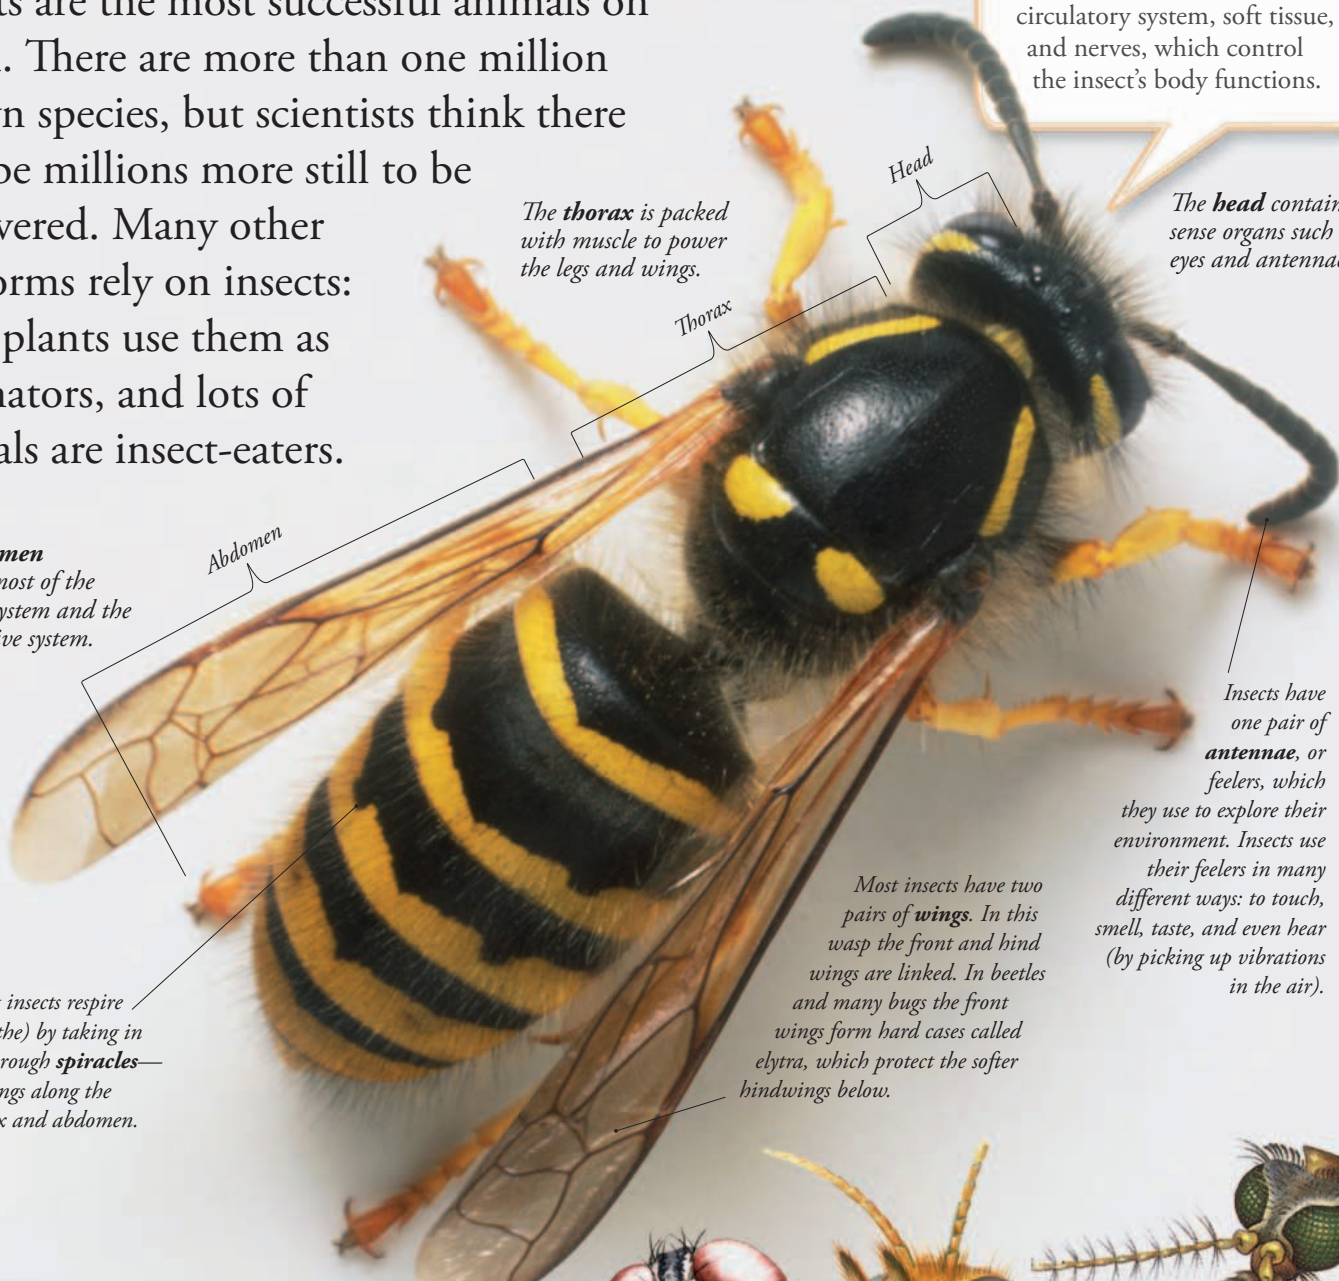 ts are the most successful animals on
. There are more than one million
n species, but scientists think there
be millions more still to be
vered. Many other
orms rely on insects:
plants use them as
nators, and lots of
als are insect-eaters.
circulatory system, soft tissue,
and nerves, which control
the insect's body functions.
Head
The head contain
sense organs such
eyes and antenna
The thorax is packed
with muscle to power
the legs and wings.
Thorax
Abdomen
men
most of the
ystem and the
ive system.
Insects have
one pair of
antennae, or
feelers, which
they use to explore their
environment. Insects use
their feelers in many
different ways: to touch,
smell, taste, and even hear
(by picking up vibrations
in the air).
Most insects have two
pairs of wings. In this
wasp the front and hind
wings are linked. In beetles
and many bugs the front
wings form hard cases called
elytra, which protect the softer
hindwings below.
insects respire
the) by taking in
rough spiracles—
ngs along the
x and abdomen.